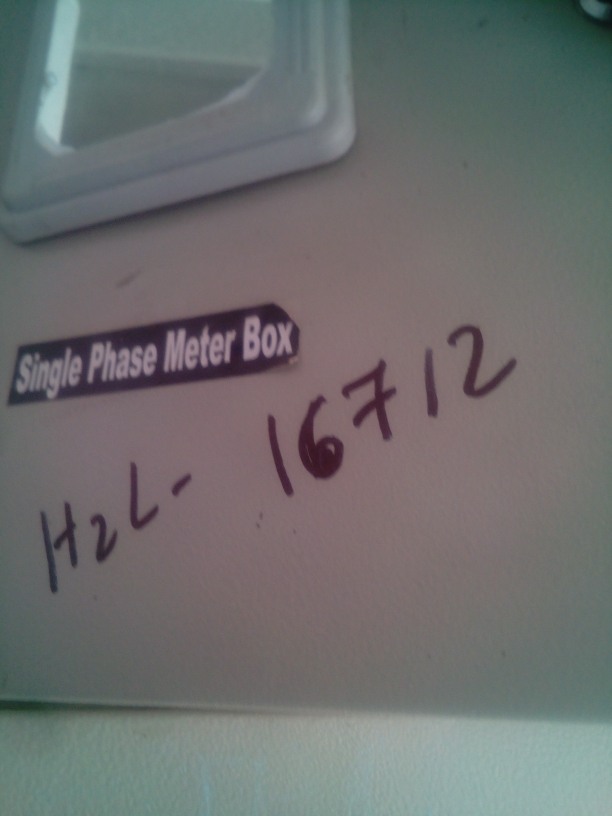 Single Phase Meter Box
H2L- 16712